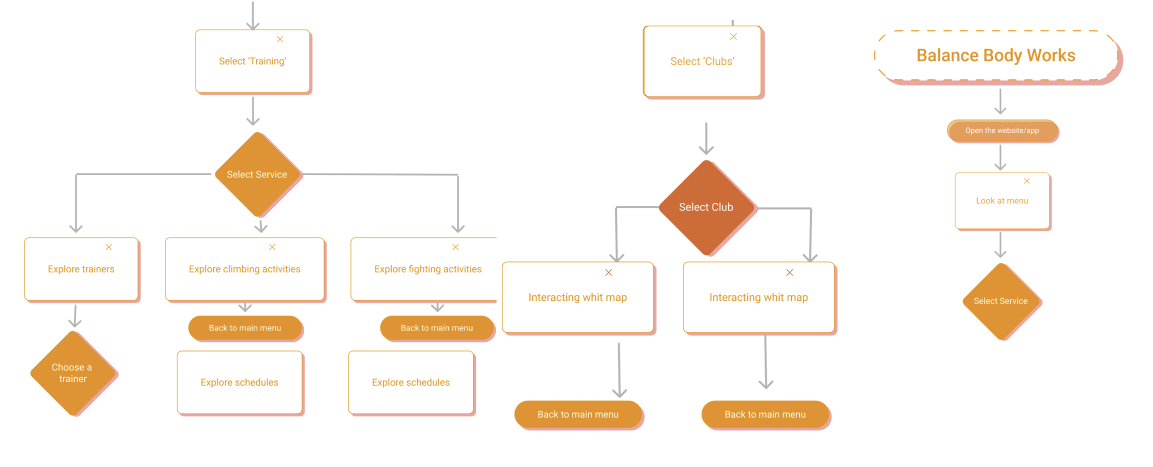 Select 'Training'
Select Service
Explore trainers
Explore climbing activities
Explore fighting activities
Back to main menu
Back to main menu
Choose a
trainer
Explore schedules
Explore schedules
Select 'Clubs'
Select Club
Interacting whit map
Interacting whit map
Back to main menu
Back to main menu
Balance Body Works
Open the website/app
Look at menu
Select Service